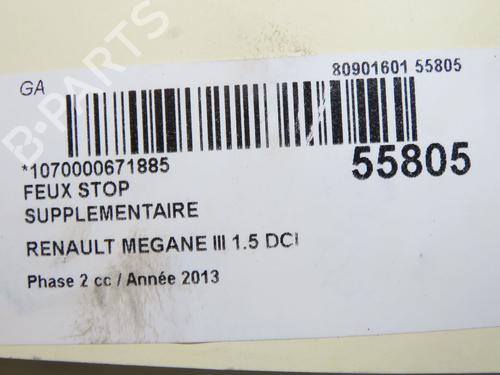 GA
80901601 55805
*1070000671885
55805
FEUX STOP
SUPPLEMENTAIRE
RENAULT MEGANE III 1.5 DCI
Phase 2 cc / Année 2013
B-PARTS